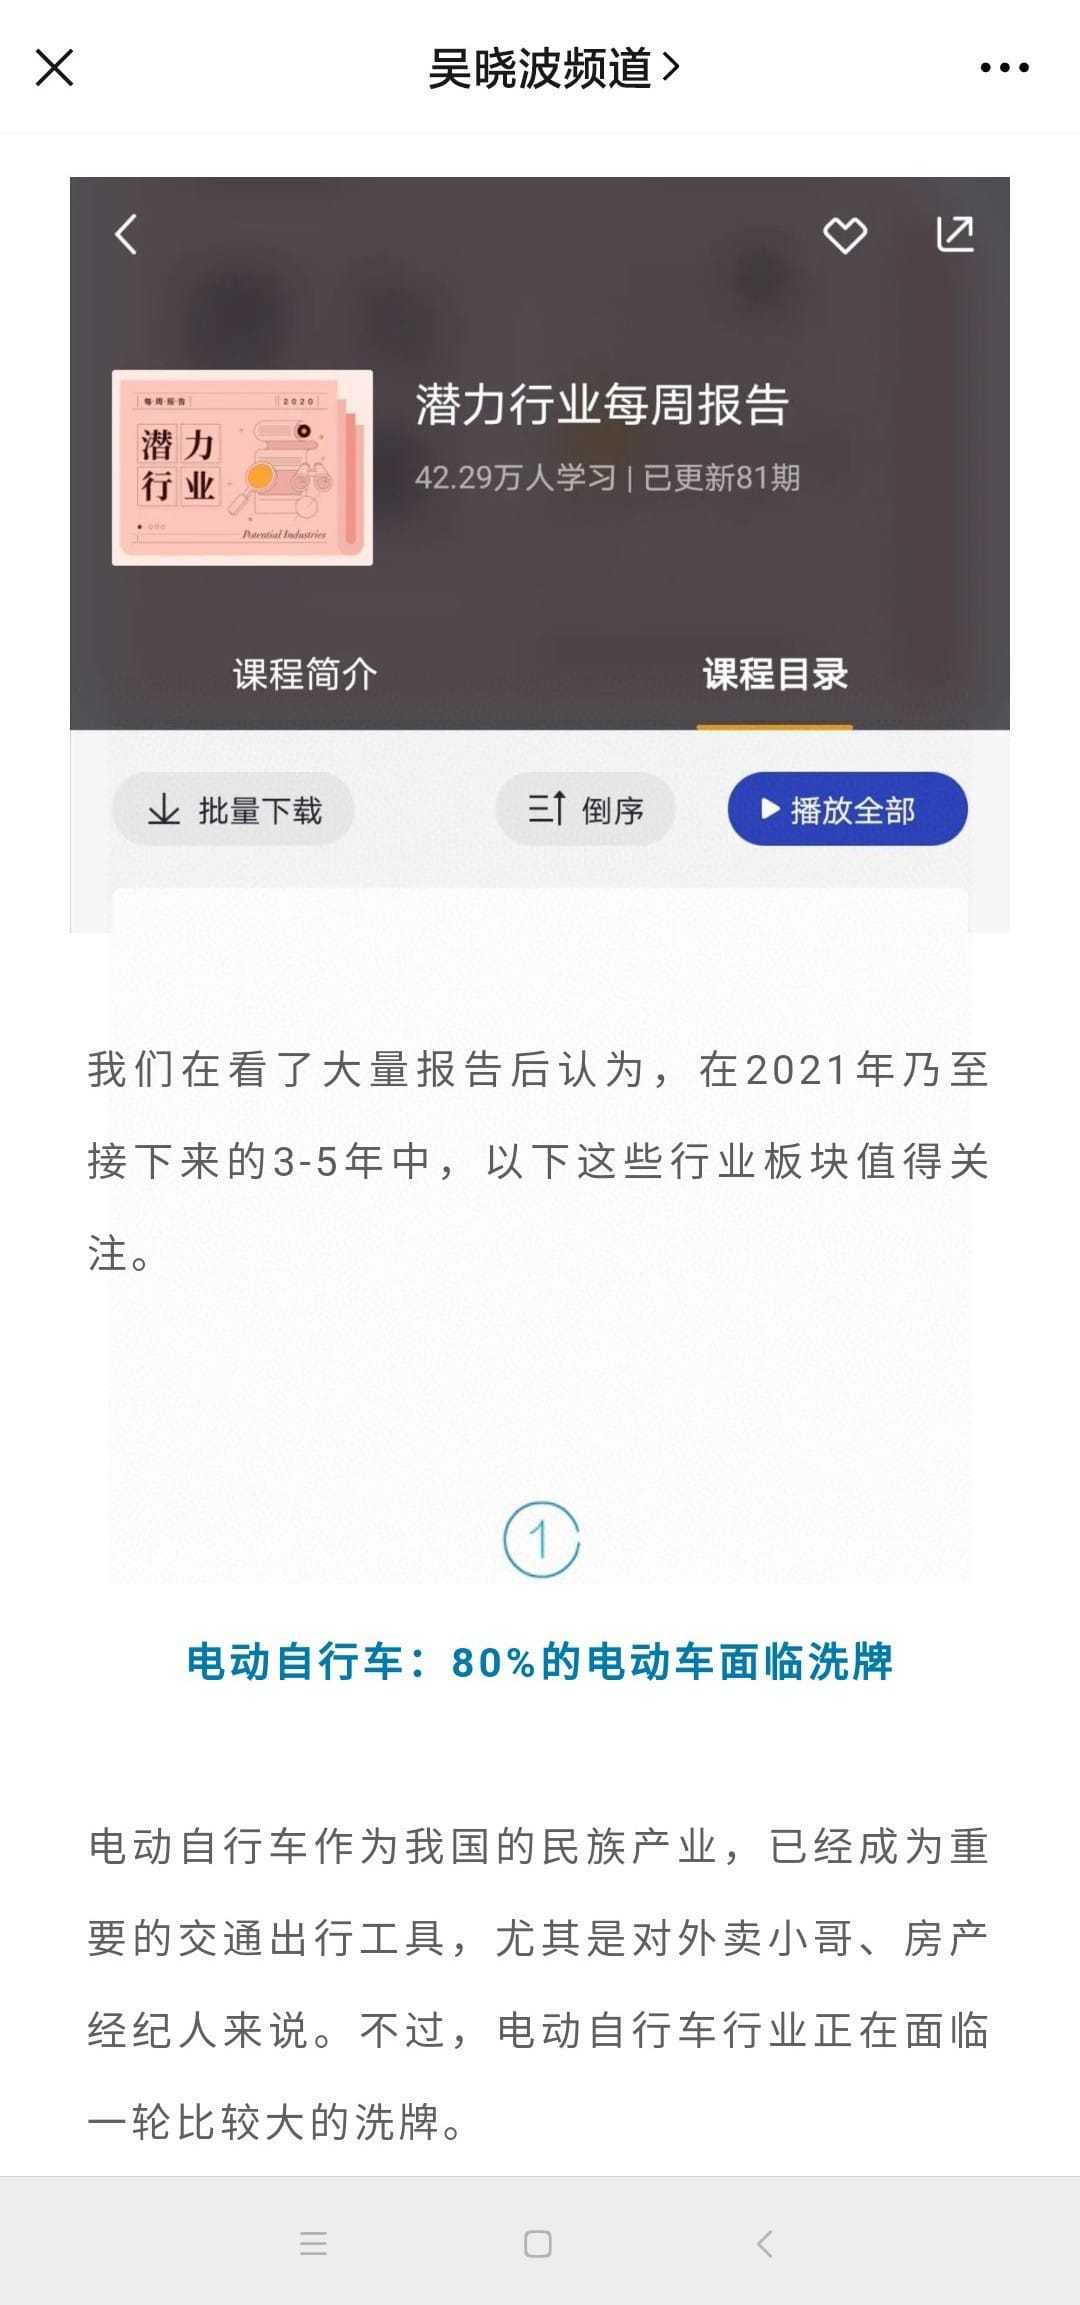 吴晓波频道
每·周·报·告
2020
潜力
行业
Potential Industries
潜力行业每周报告
42.29万人学习 | 已更新81期
课程简介
课程目录
批量下载
倒序
播放全部
我们在看了大量报告后认为，在2021年乃至
接下来的3-5年中，以下这些行业板块值得关
注。
1
电动自行车：80%的电动车面临洗牌
电动自行车作为我国的民族产业，已经成为重
要的交通出行工具，尤其是对外卖小哥、房产
经纪人来说。不过，电动自行车行业正在面临
一轮比较大的洗牌。